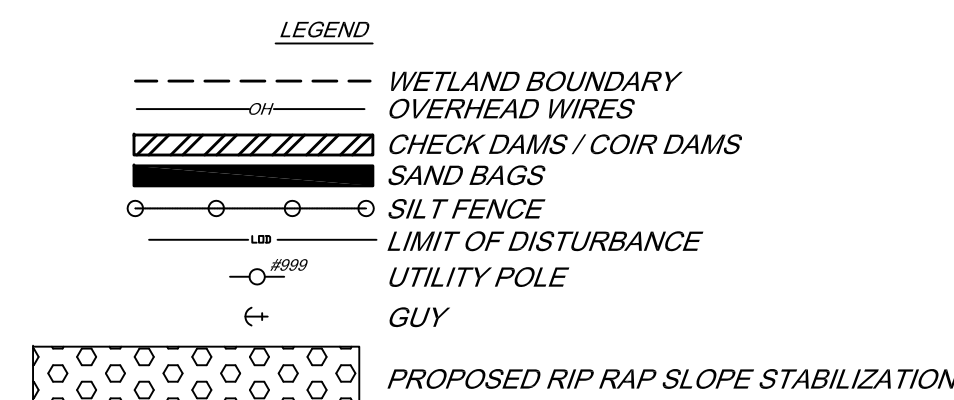 LEGEND
WETLAND BOUNDARY
OH OVERHEAD WIRES
CHECK DAMS / COIR DAMS
SAND BAGS
SILT FENCE
LOD LIMIT OF DISTURBANCE
#999 UTILITY POLE
GUY
PROPOSED RIP RAP SLOPE STABILIZATION